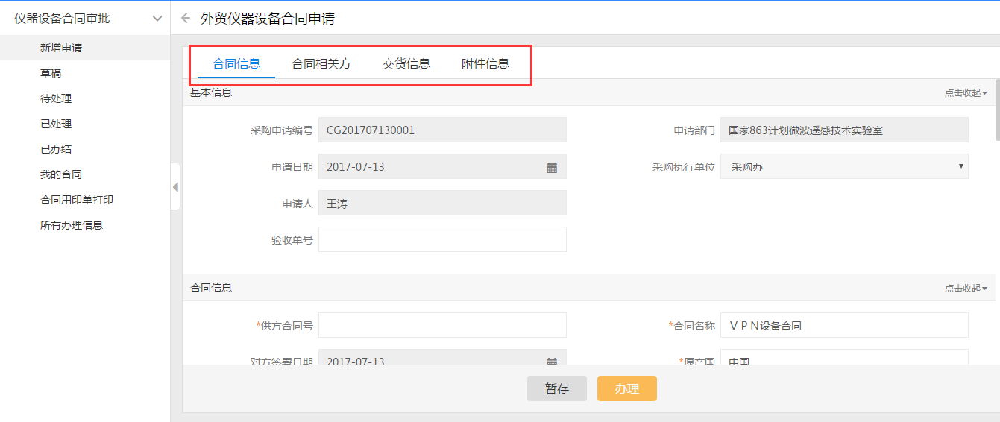 仪器设备合同审批
新增申请
草稿
待处理
已处理
已办结
我的合同
合同用印单打印
所有办理信息
外贸仪器设备合同申请
合同信息 合同相关方 交货信息 附件信息
基本信息 点击收起
采购申请编号 CG201707130001 申请部门 国家863计划微波遥感技术实验室
申请日期 2017-07-13 采购执行单位 采购办
申请人 王涛
验收单号
合同信息 点击收起
*供方合同号 *合同名称 ＶＰＮ设备合同
对方签署日期 2017-07-13 *原产国 中国
暂存 办理